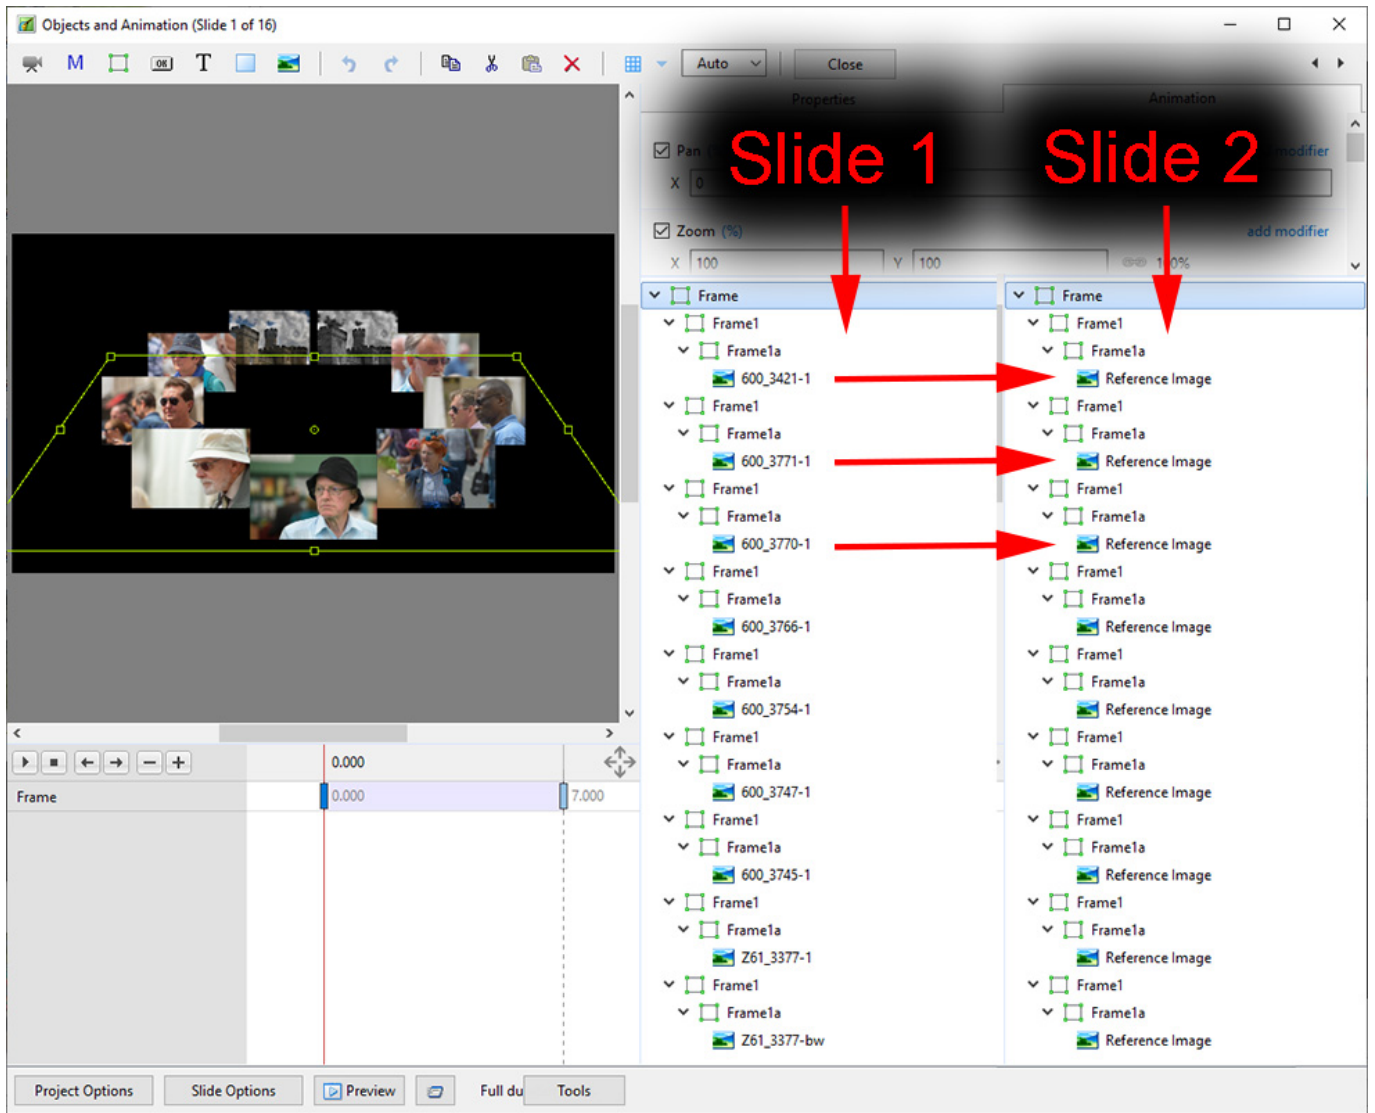 Objects and Animation (Slide 1 of 16)
M OK T Auto Close
Properties Animation
Slide 1 Slide 2
Pan modifier
X 0
Zoom (%) add modifier
X 100 Y 100 100%
Frame Frame
Frame1 Frame1
Frame1a Frame1a
600_3421-1 Reference Image
Frame1 Frame1
Frame1a Frame1a
600_3771-1 Reference Image
Frame1 Frame1
Frame1a Frame1a
600_3770-1 Reference Image
Frame1 Frame1
Frame1a Frame1a
600_3766-1 Reference Image
Frame1 Frame1
Frame1a Frame1a
600_3754-1 Reference Image
Frame1 Frame1
0.000 Frame1a Frame1a
Frame 0.000 7.000 600_3747-1 Reference Image
Frame1 Frame1
Frame1a Frame1a
600_3745-1 Reference Image
Frame1 Frame1
Frame1a Frame1a
Z61_3377-1 Reference Image
Frame1 Frame1
Frame1a Frame1a
Z61_3377-bw Reference Image
Project Options Slide Options Preview Full du Tools